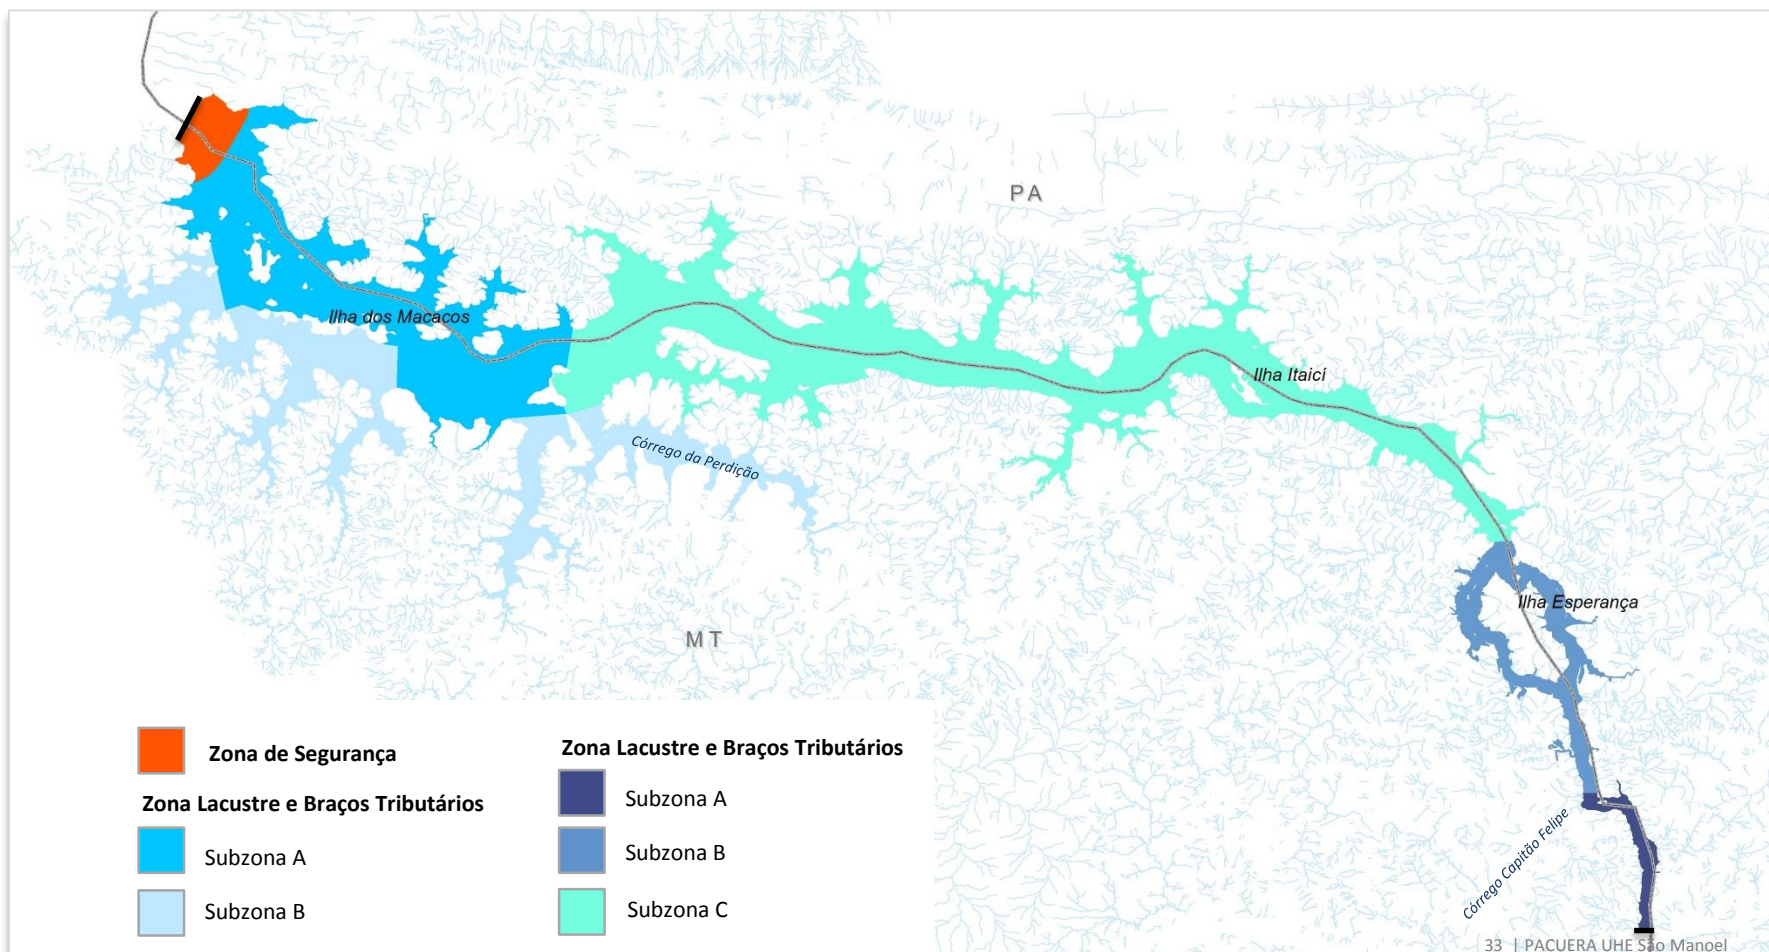 PA
Ilha dos Macacos
Ilha Itaicí
Córrego da Perdição
Ilha Esperança
MT
Córrego Capitão Felipe
Zona de Segurança
Zona Lacustre e Braços Tributários
Subzona A
Subzona B
Zona Lacustre e Braços Tributários
Subzona A
Subzona B
Subzona C
33 | PACUERA UHE São Manoel